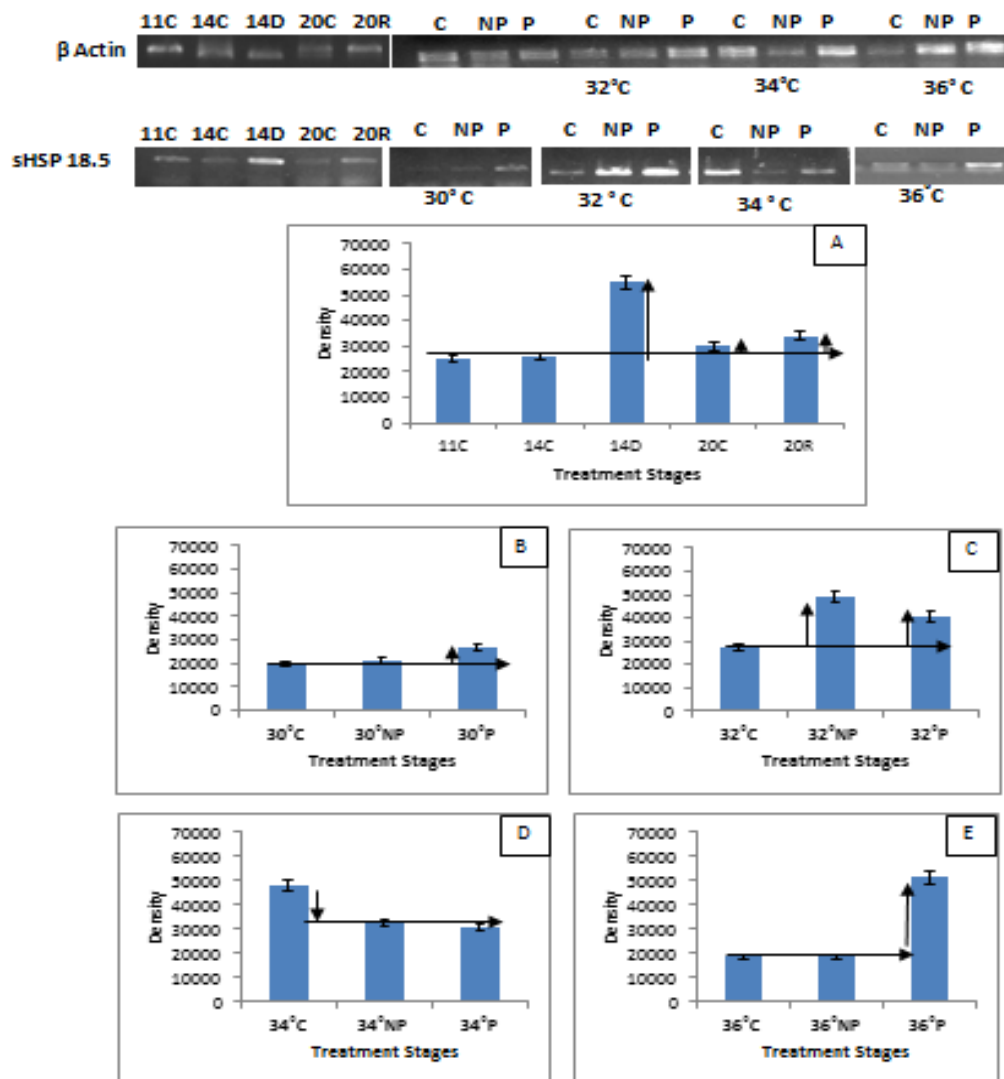 11C 14C 14D 20C 20R C NP P C NP P C NP P C NP P
β Actin
32°C 34°C 36° C
11C 14C 14D 20C 20R C NP P C NP P C NP P C NP P
sHSP 18.5
30° C 32 ° C 34 ° C 36°C
A
70000
60000
50000
40000
30000
20000
10000
0
Density
11C 14C 14D 20C 20R
Treatment Stages
B
70000
60000
50000
40000
30000
20000
10000
0
Density
30°C 30°NP 30°P
Treatment Stages
C
70000
60000
50000
40000
30000
20000
10000
0
Density
32°C 32°NP 32°P
Treatment Stages
D
70000
60000
50000
40000
30000
20000
10000
0
Density
34°C 34°NP 34°P
Treatment Stages
E
70000
60000
50000
40000
30000
20000
10000
0
Density
36°C 36°NP 36°P
Treatment Stages